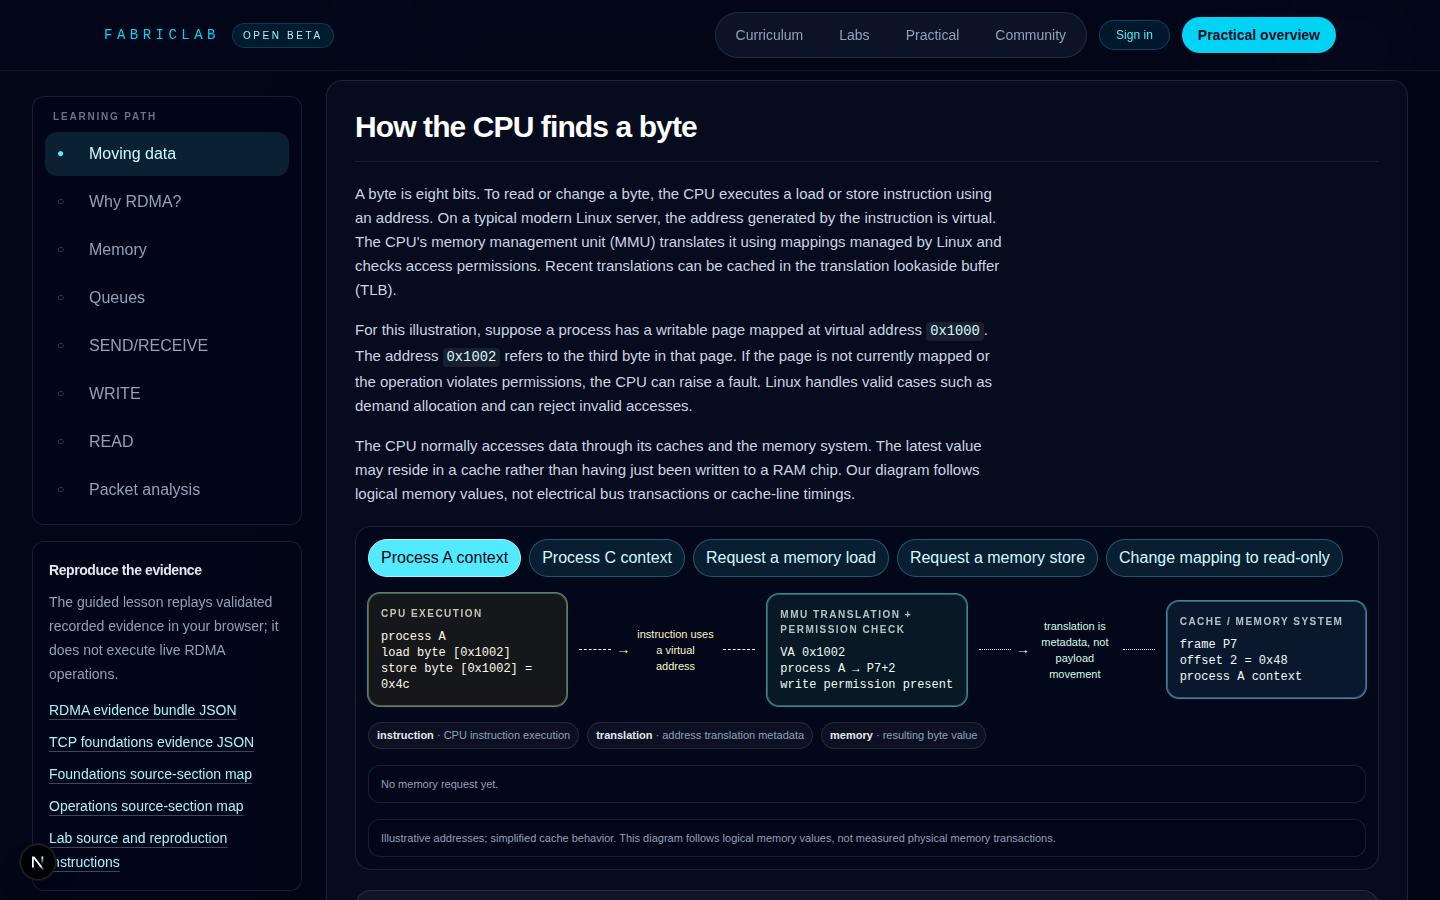 FABRICLAB
OPEN BETA
Curriculum
Labs
Practical
Community
Sign in
Practical overview
LEARNING PATH
Moving data
Why RDMA?
Memory
Queues
SEND/RECEIVE
WRITE
READ
Packet analysis
Reproduce the evidence
The guided lesson replays validated
recorded evidence in your browser; it
does not execute live RDMA
operations.
RDMA evidence bundle JSON
TCP foundations evidence JSON
Foundations source-section map
Operations source-section map
Lab source and reproduction
instructions
How the CPU finds a byte
A byte is eight bits. To read or change a byte, the CPU executes a load or store instruction using
an address. On a typical modern Linux server, the address generated by the instruction is virtual.
The CPU's memory management unit (MMU) translates it using mappings managed by Linux and
checks access permissions. Recent translations can be cached in the translation lookaside buffer
(TLB).
For this illustration, suppose a process has a writable page mapped at virtual address 0x1000.
The address 0x1002 refers to the third byte in that page. If the page is not currently mapped or
the operation violates permissions, the CPU can raise a fault. Linux handles valid cases such as
demand allocation and can reject invalid accesses.
The CPU normally accesses data through its caches and the memory system. The latest value
may reside in a cache rather than having just been written to a RAM chip. Our diagram follows
logical memory values, not electrical bus transactions or cache-line timings.
Process A context
Process C context
Request a memory load
Request a memory store
Change mapping to read-only
CPU EXECUTION
process A
load byte [0x1002]
store byte [0x1002] =
0x4c
→
instruction uses
a virtual
address
MMU TRANSLATION +
PERMISSION CHECK
VA 0x1002
process A → P7+2
write permission present
→
translation is
metadata, not
payload
movement
CACHE / MEMORY SYSTEM
frame P7
offset 2 = 0x48
process A context
instruction · CPU instruction execution
translation · address translation metadata
memory · resulting byte value
No memory request yet.
Illustrative addresses; simplified cache behavior. This diagram follows logical memory values, not measured physical memory transactions.